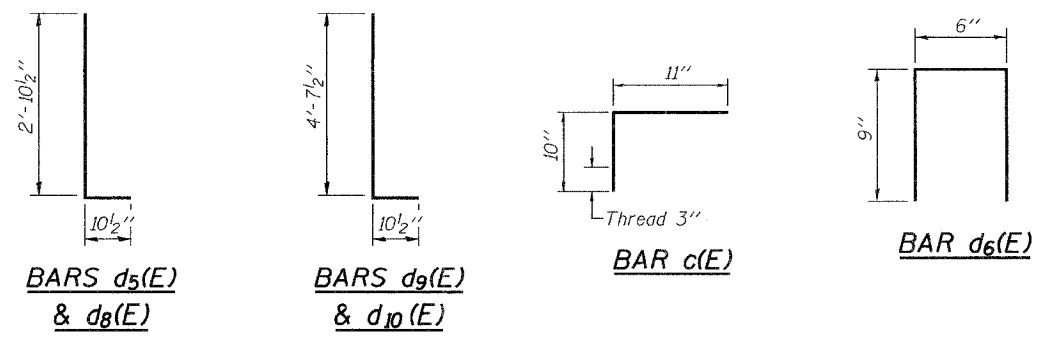 2'-10½"
10½"
BARS d5(E)
& d8(E)
4'-7½"
10½"
BARS d9(E)
& d10(E)
11"
10"
Thread 3"
BAR c(E)
6"
9"
BAR d6(E)